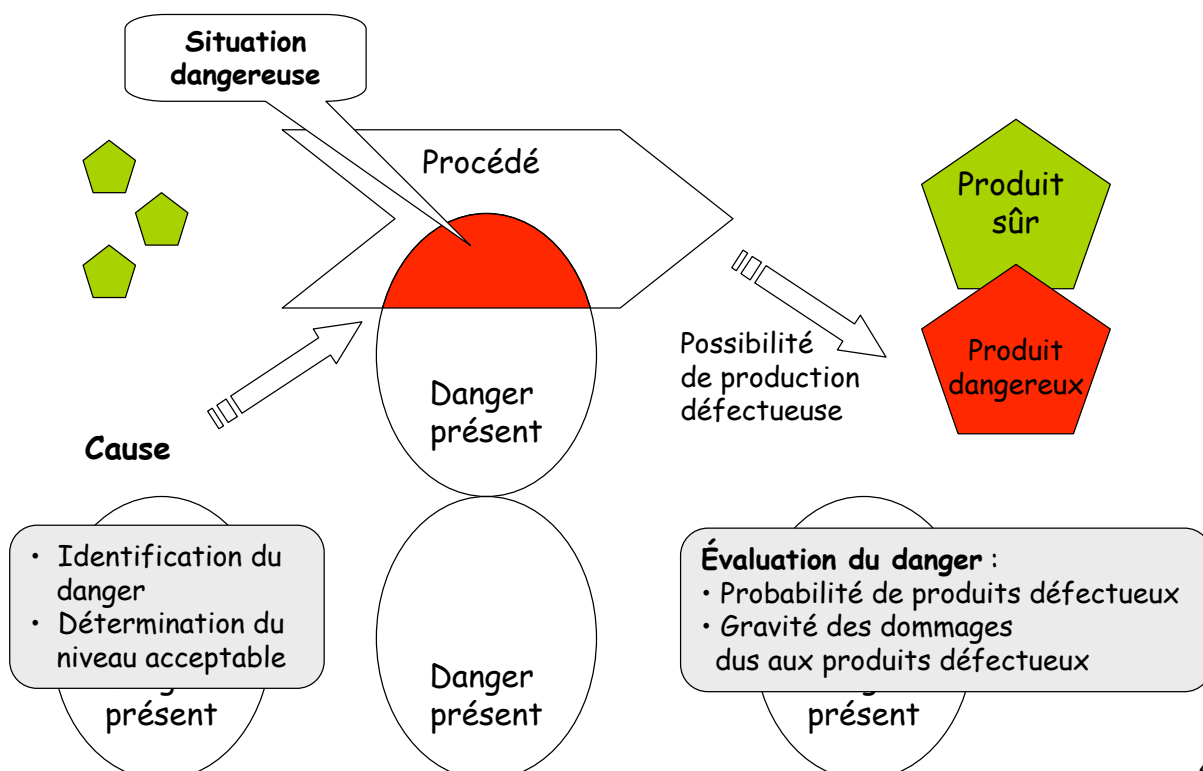 Situation
dangereuse
Procédé
Produit
sûr
Possibilité
de production
défectueuse
Produit
dangereux
Danger
présent
Cause
• Identification du
danger
• Détermination du
niveau acceptable
présent
Danger
présent
Évaluation du danger :
• Probabilité de produits défectueux
• Gravité des dommages
dus aux produits défectueux
présent